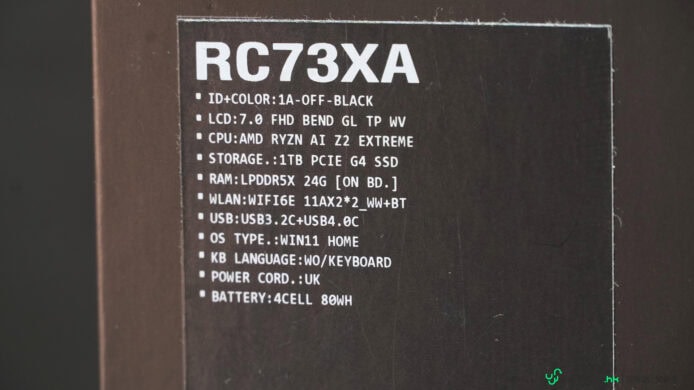 RC73XA
▪ ID+COLOR:1A-OFF-BLACK
▪ LCD:7.0 FHD BEND GL TP WV
▪ CPU:AMD RYZN AI Z2 EXTREME
▪ STORAGE.:1TB PCIE G4 SSD
▪ RAM:LPDDR5X 24G [ON BD.]
▪ WLAN:WIFI6E 11AX2*2_WW+BT
▪ USB:USB3.2C+USB4.0C
▪ OS TYPE.:WIN11 HOME
▪ KB LANGUAGE:WO/KEYBOARD
▪ POWER CORD.:UK
▪ BATTERY:4CELL 80WH